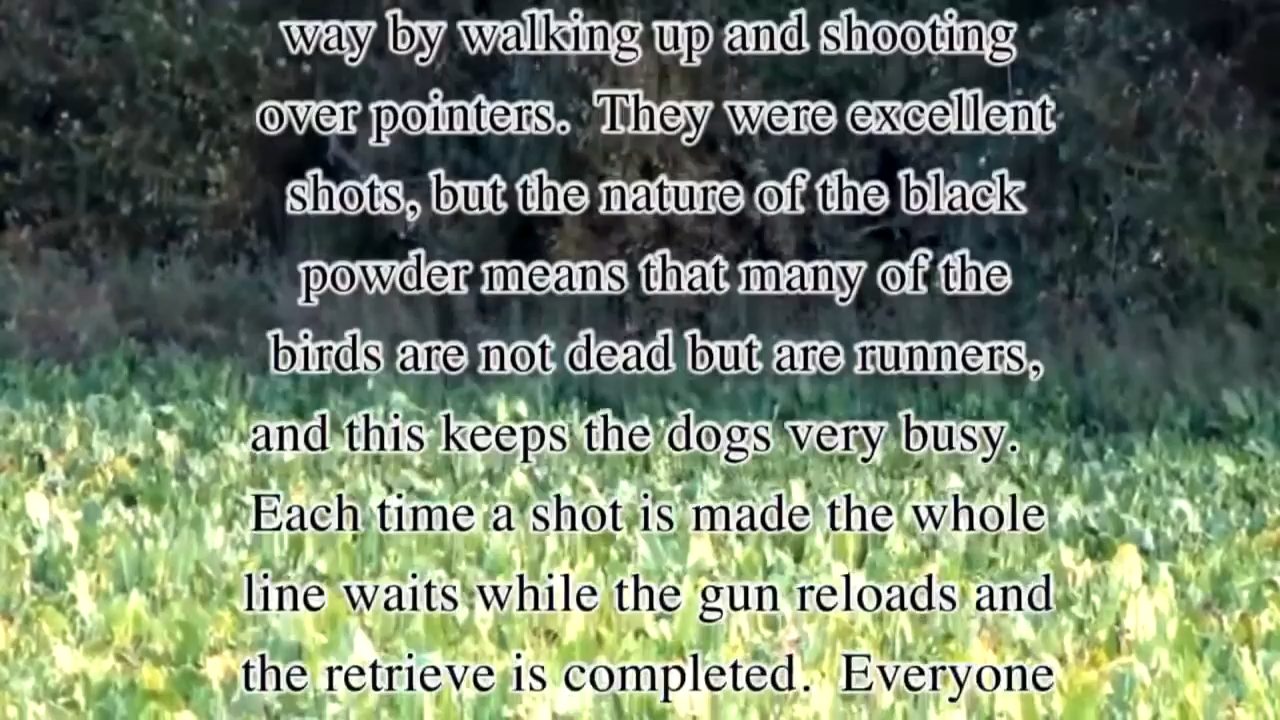 way by walking up and shooting
over pointers.  They were excellent
shots, but the nature of the black
powder means that many of the
birds are not dead but are runners,
and this keeps the dogs very busy.
Each time a shot is made the whole
line waits while the gun reloads and
the retrieve is completed.  Everyone